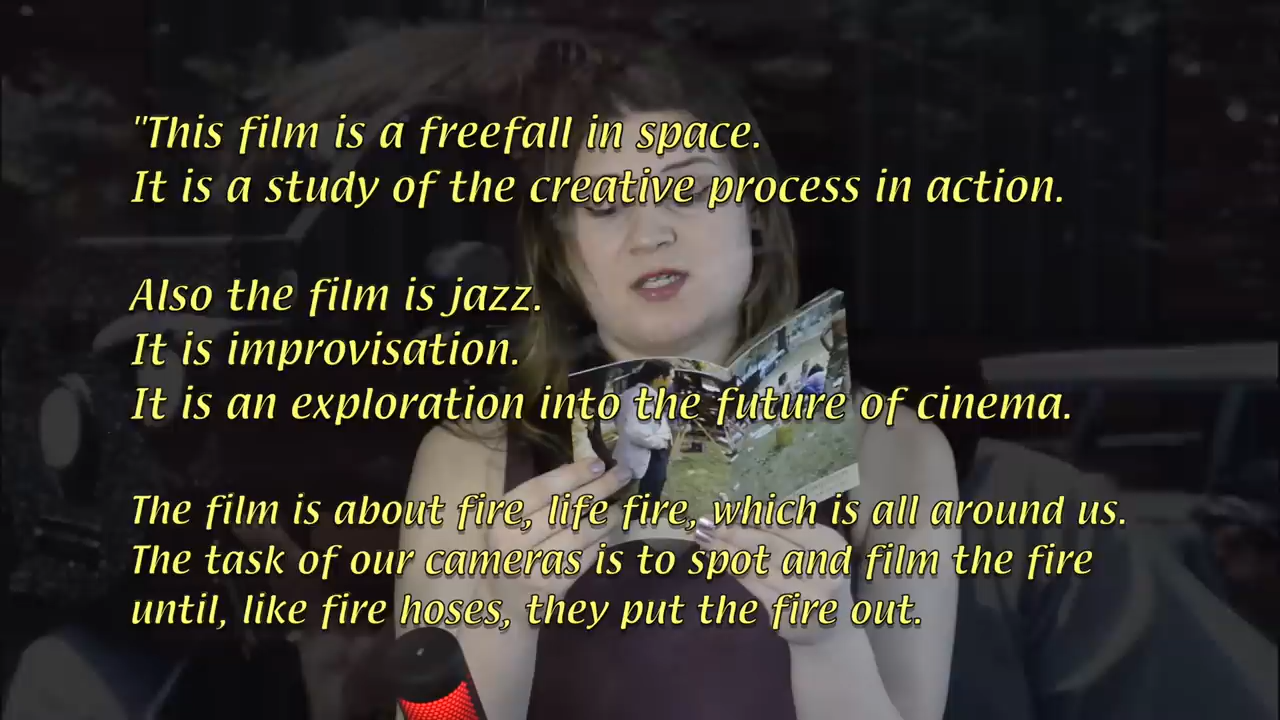 "This film is a freefall in space.
It is a study of the creative process in action.
Also the film is jazz.
It is improvisation.
It is an exploration into the future of cinema.
The film is about fire, life fire, which is all around us.
The task of our cameras is to spot and film the fire
until, like fire hoses, they put the fire out.